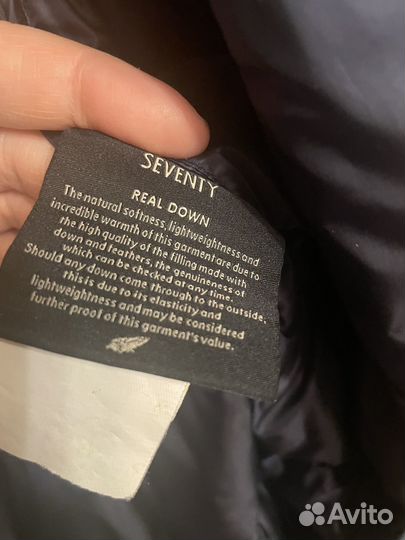 SEVENTY
REAL DOWN
The natural softness, lightweightness and
incredible warmth of this garment are due to
the high quality of the filling made with
down and feathers, the genuineness of
which can be checked at any time.
Should any down come through to the outside,
this is due to its elasticity and
lightweightness and may be considered
further proof of this garment's value.
Avito